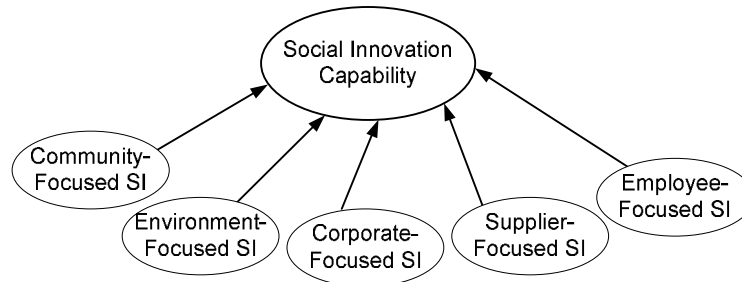 Social Innovation
Capability
Community-
Focused SI
Environment-
Focused SI
Corporate-
Focused SI
Supplier-
Focused SI
Employee-
Focused SI